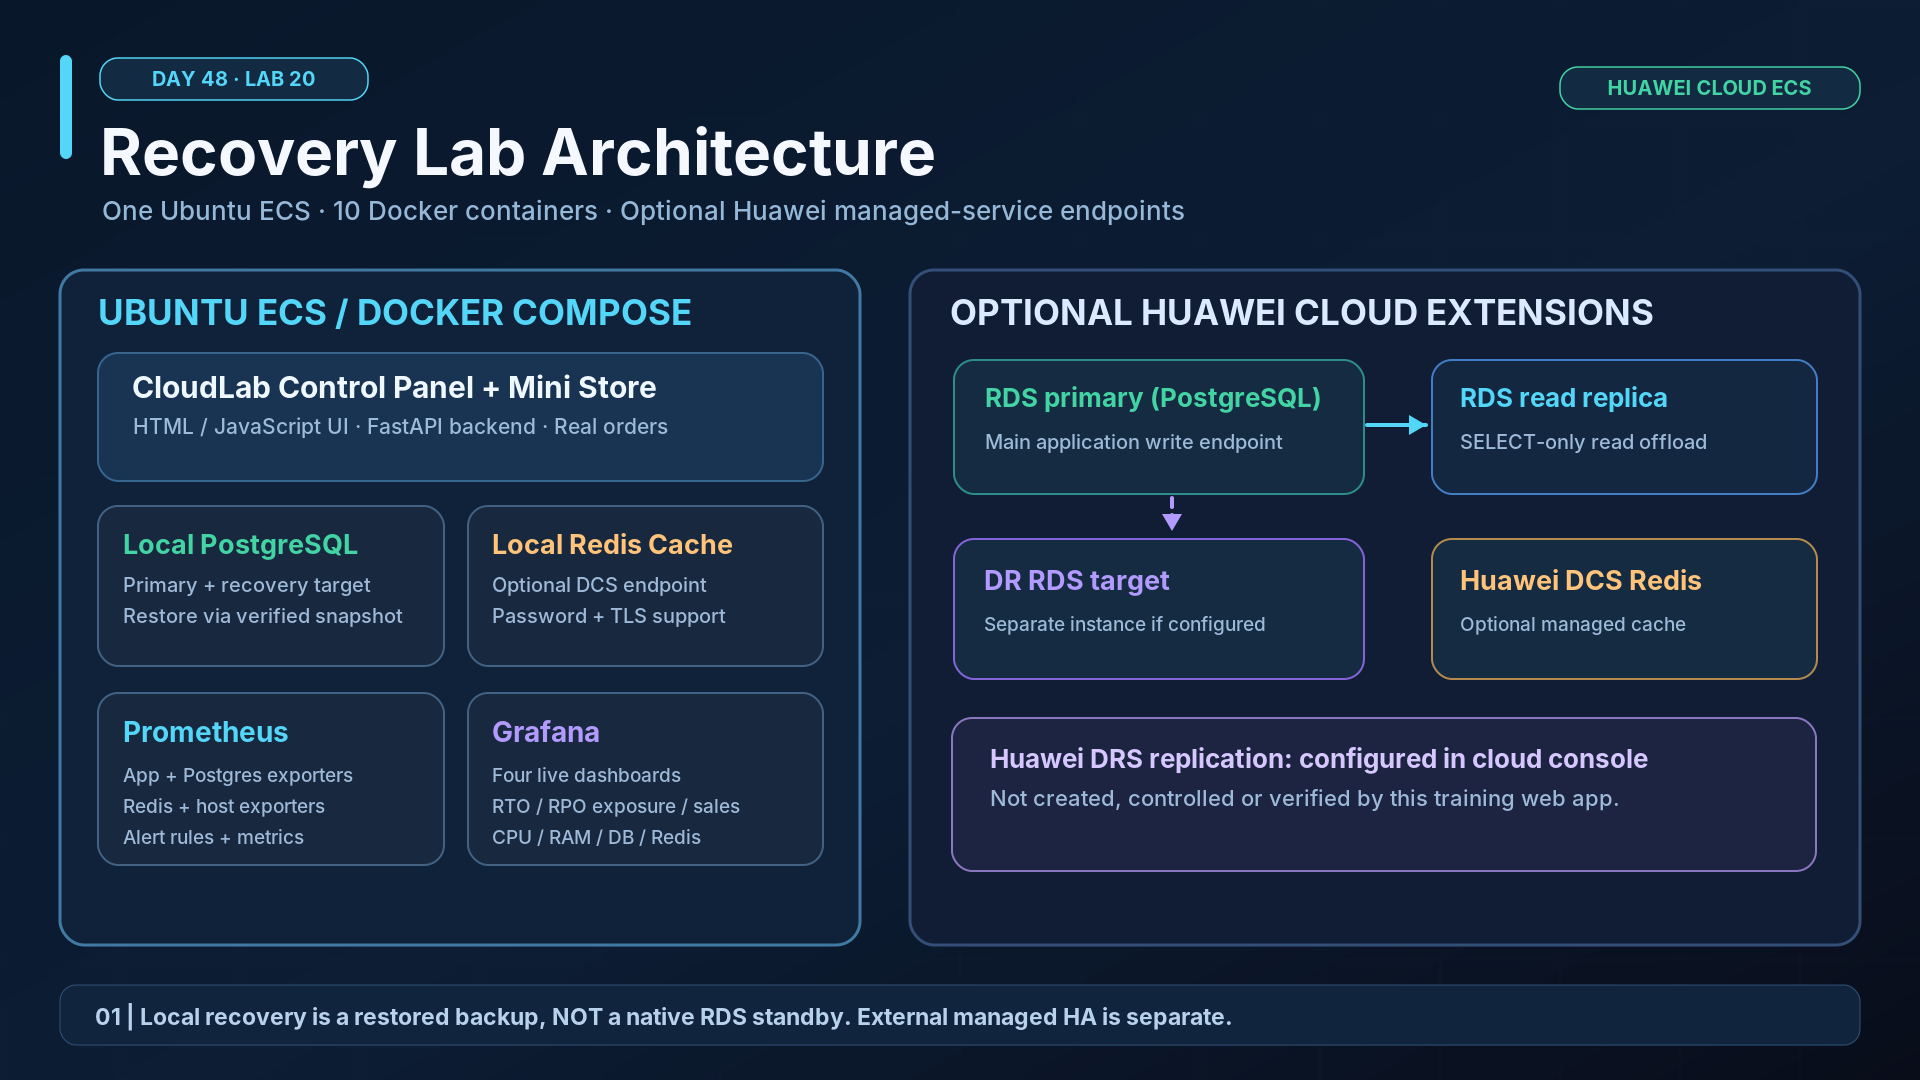 DAY 48 · LAB 20
HUAWEI CLOUD ECS
Recovery Lab Architecture
One Ubuntu ECS · 10 Docker containers · Optional Huawei managed-service endpoints
UBUNTU ECS / DOCKER COMPOSE
CloudLab Control Panel + Mini Store
HTML / JavaScript UI · FastAPI backend · Real orders
Local PostgreSQL
Primary + recovery target
Restore via verified snapshot
Local Redis Cache
Optional DCS endpoint
Password + TLS support
Prometheus
App + Postgres exporters
Redis + host exporters
Alert rules + metrics
Grafana
Four live dashboards
RTO / RPO exposure / sales
CPU / RAM / DB / Redis
OPTIONAL HUAWEI CLOUD EXTENSIONS
RDS primary (PostgreSQL)
Main application write endpoint
RDS read replica
SELECT-only read offload
DR RDS target
Separate instance if configured
Huawei DCS Redis
Optional managed cache
Huawei DRS replication: configured in cloud console
Not created, controlled or verified by this training web app.
01 | Local recovery is a restored backup, NOT a native RDS standby. External managed HA is separate.